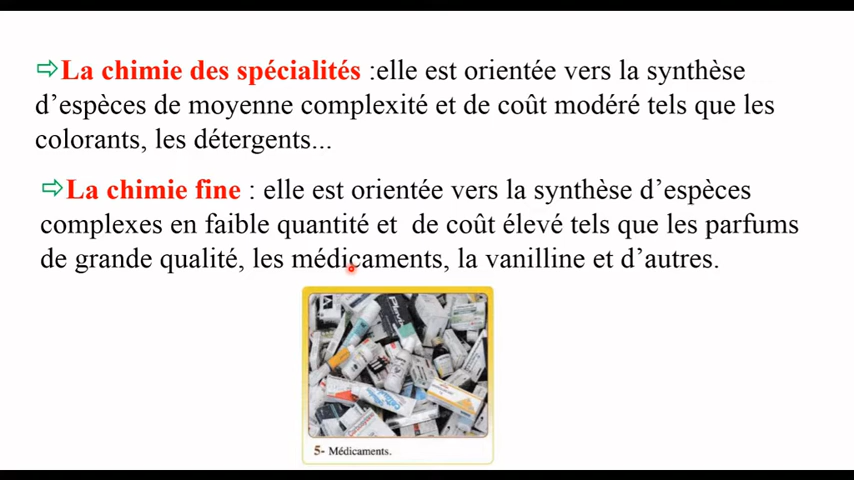 ⇨La chimie des spécialités :elle est orientée vers la synthèse
d’espèces de moyenne complexité et de coût modéré tels que les
colorants, les détergents...
⇨La chimie fine : elle est orientée vers la synthèse d’espèces
complexes en faible quantité et de coût élevé tels que les parfums
de grande qualité, les médicaments, la vanilline et d’autres.
5- Médicaments.